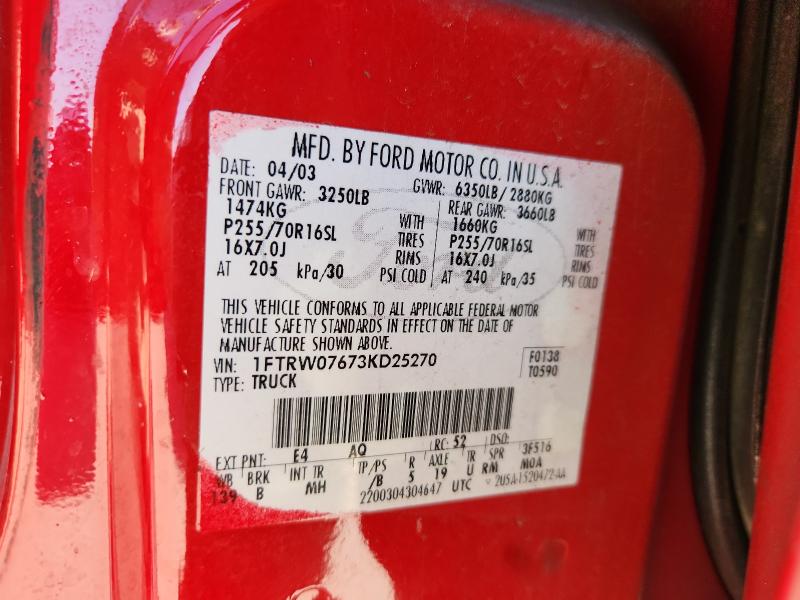 MFD. BY FORD MOTOR CO. IN U.S.A.
DATE: 04/03 GVWR: 6350LB/ 2880KG
FRONT GAWR: 3250LB REAR GAWR: 3660LB
1474KG WITH 1660KG WITH
P255/70R16SL TIRES P255/70R16SL TIRES
16X7.0J RIMS 16X7.0J RIMS
AT 205 kPa/30 PSI COLD AT 240 kPa/35 PSI COLD
Ford
THIS VEHICLE CONFORMS TO ALL APPLICABLE FEDERAL MOTOR
VEHICLE SAFETY STANDARDS IN EFFECT ON THE DATE OF
MANUFACTURE SHOWN ABOVE.
VIN: 1FTRW07673KD25270 F0138
TYPE: TRUCK T0590
EXT PNT: E4 AQ RC: 52 DSO: 3F516
WB BRK INT TR TP/PS R AXLE TR SPR
139 B MH /B 5 19 U RM MOA
2200304304647 UTC 2U5A-1520472-AA